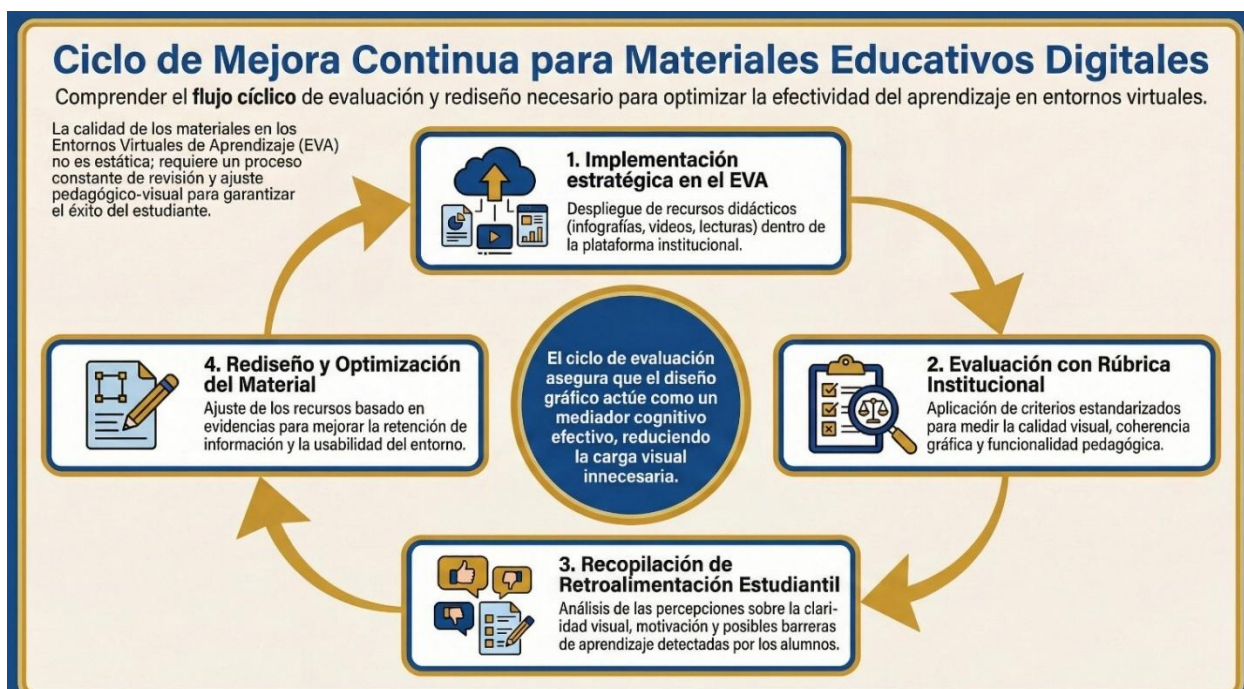 Ciclo de Mejora Continua para Materiales Educativos Digitales
Comprender el flujo cíclico de evaluación y rediseño necesario para optimizar la efectividad del aprendizaje en entornos virtuales.
La calidad de los materiales en los
Entornos Virtuales de Aprendizaje (EVA)
no es estática; requiere un proceso
constante de revisión y ajuste
pedagógico-visual para garantizar
el éxito del estudiante.
1. Implementación
estratégica en el EVA
Despliegue de recursos didácticos
(infografías, videos, lecturas) dentro de
la plataforma institucional.
2. Evaluación con Rúbrica
Institucional
Aplicación de criterios estandarizados
para medir la calidad visual, coherencia
gráfica y funcionalidad pedagógica.
3. Recopilación de
Retroalimentación Estudiantil
Análisis de las percepciones sobre la clari-
ridad visual, motivación y posibles barreras
de aprendizaje detectadas por los alumnos.
4. Rediseño y Optimización
del Material
Ajuste de los recursos basado en
evidencias para mejorar la retención de
información y la usabilidad del entorno.
El ciclo de evaluación
asegura que el diseño
gráfico actúe como un
mediador cognitivo
efectivo, reduciendo
la carga visual
innecesaria.